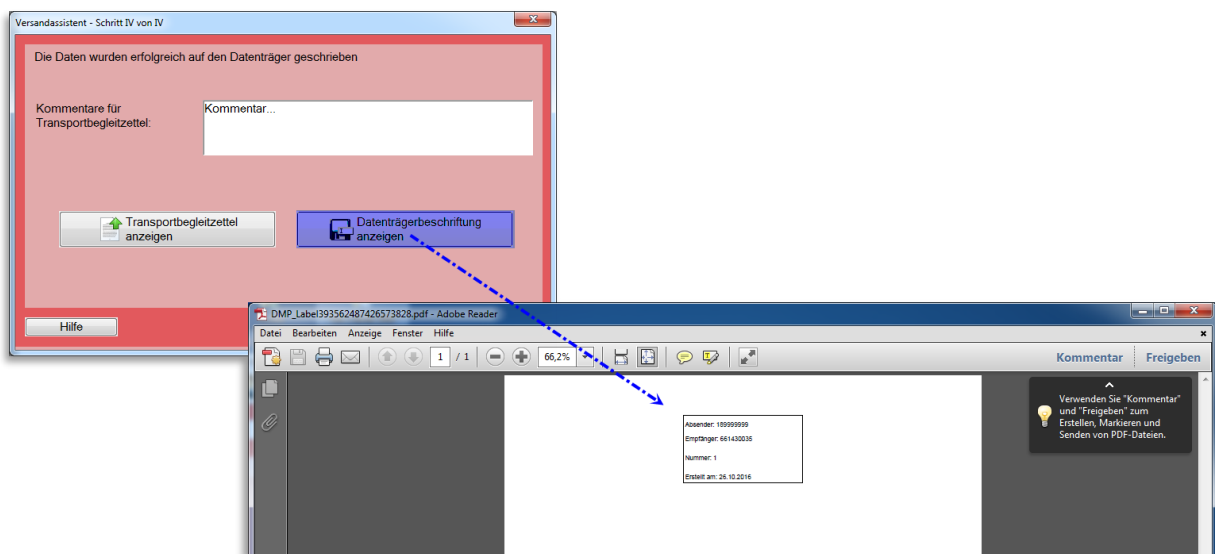 Versandassistent - Schritt IV von IV
Die Daten wurden erfolgreich auf den Datenträger geschrieben
Kommentare für
Transportbegleitzettel:
Kommentar...
Transportbegleitzettel
anzeigen
Datenträgerbeschriftung
anzeigen
Hilfe
DMP_Label393562487426573828.pdf - Adobe Reader
Datei Bearbeiten Anzeige Fenster Hilfe
1 / 1
66,2%
Kommentar Freigeben
Verwenden Sie "Kommentar"
und "Freigeben" zum
Erstellen, Markieren und
Senden von PDF-Dateien.
Absender: 189999999
Empfänger: 661430035
Nummer: 1
Erstellt am: 26.10.2016